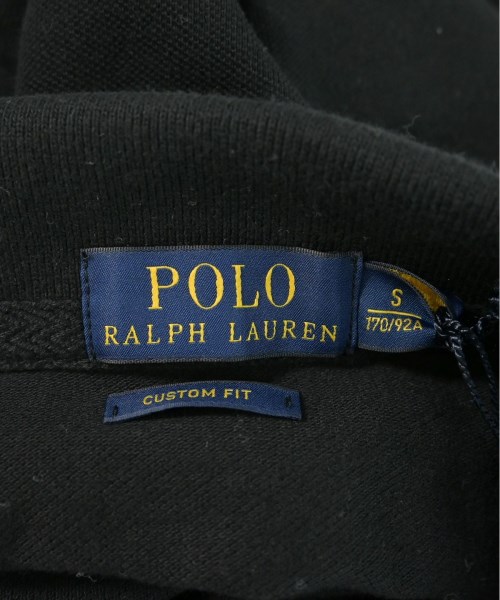 POLO
RALPH LAUREN
S
170/92A
CUSTOM FIT